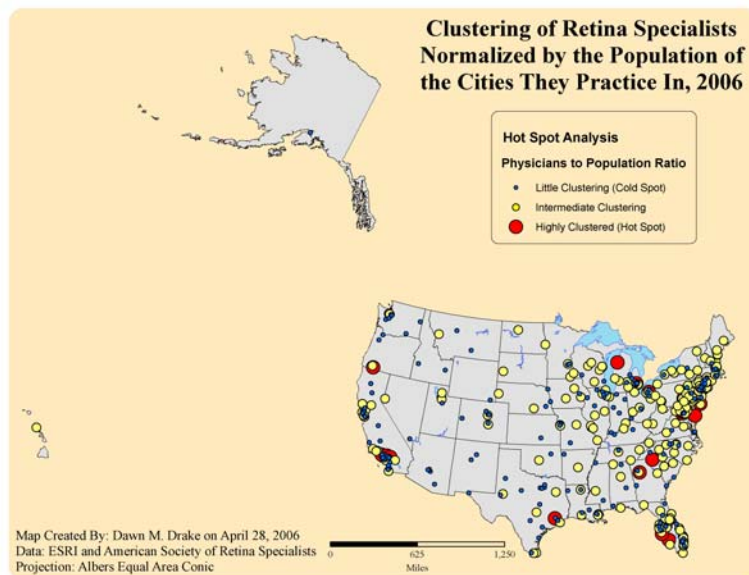 Clustering of Retina Specialists
Normalized by the Population of
the Cities They Practice In, 2006
Hot Spot Analysis
Physicians to Population Ratio
Little Clustering (Cold Spot)
Intermediate Clustering
Highly Clustered (Hot Spot)
Map Created By: Dawn M. Drake on April 28, 2006
Data: ESRI and American Society of Retina Specialists
Projection: Albers Equal Area Conic
0 625 1,250
Miles